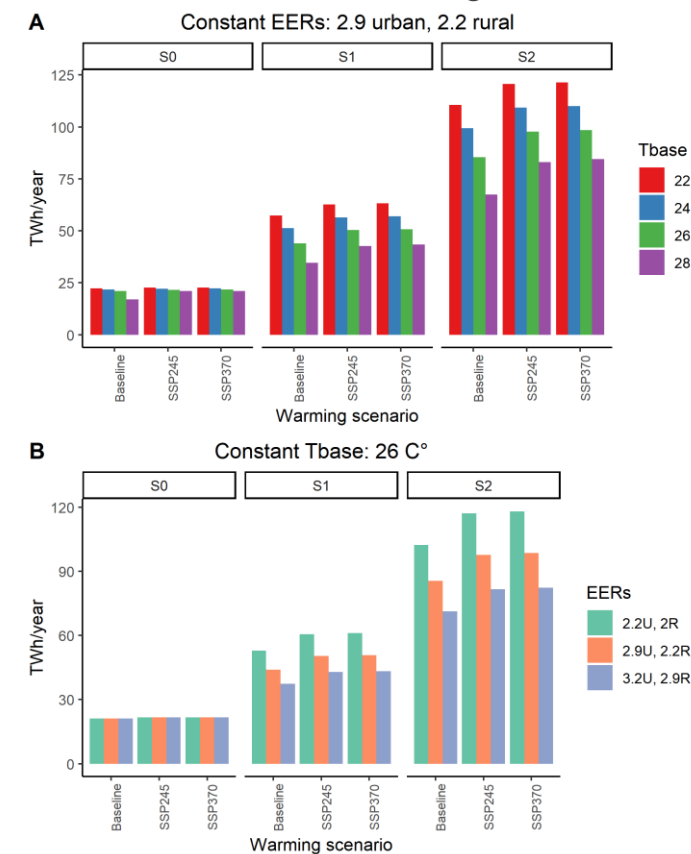 A
Constant EERs: 2.9 urban, 2.2 rural
S0 S1 S2
TWh/year
125
100
75
50
25
0
Baseline SSP245 SSP370 Baseline SSP245 SSP370 Baseline SSP245 SSP370
Warming scenario
Tbase
22
24
26
28
B
Constant Tbase: 26 C°
S0 S1 S2
TWh/year
120
90
60
30
0
Baseline SSP245 SSP370 Baseline SSP245 SSP370 Baseline SSP245 SSP370
Warming scenario
EERs
2.2U, 2R
2.9U, 2.2R
3.2U, 2.9R